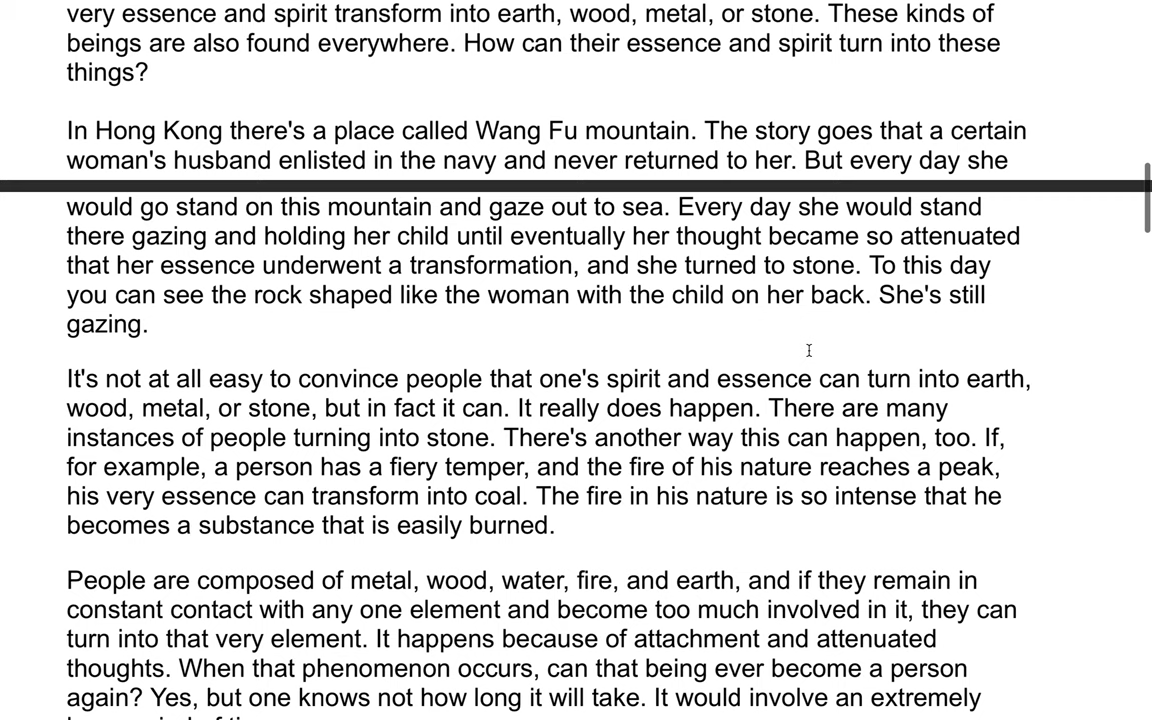 very essence and spirit transform into earth, wood, metal, or stone. These kinds of
beings are also found everywhere. How can their essence and spirit turn into these
things?
In Hong Kong there's a place called Wang Fu mountain. The story goes that a certain
woman's husband enlisted in the navy and never returned to her. But every day she
would go stand on this mountain and gaze out to sea. Every day she would stand
there gazing and holding her child until eventually her thought became so attenuated
that her essence underwent a transformation, and she turned to stone. To this day
you can see the rock shaped like the woman with the child on her back. She's still
gazing.
It's not at all easy to convince people that one's spirit and essence can turn into earth,
wood, metal, or stone, but in fact it can. It really does happen. There are many
instances of people turning into stone. There's another way this can happen, too. If,
for example, a person has a fiery temper, and the fire of his nature reaches a peak,
his very essence can transform into coal. The fire in his nature is so intense that he
becomes a substance that is easily burned.
People are composed of metal, wood, water, fire, and earth, and if they remain in
constant contact with any one element and become too much involved in it, they can
turn into that very element. It happens because of attachment and attenuated
thoughts. When that phenomenon occurs, can that being ever become a person
again? Yes, but one knows not how long it will take. It would involve an extremely